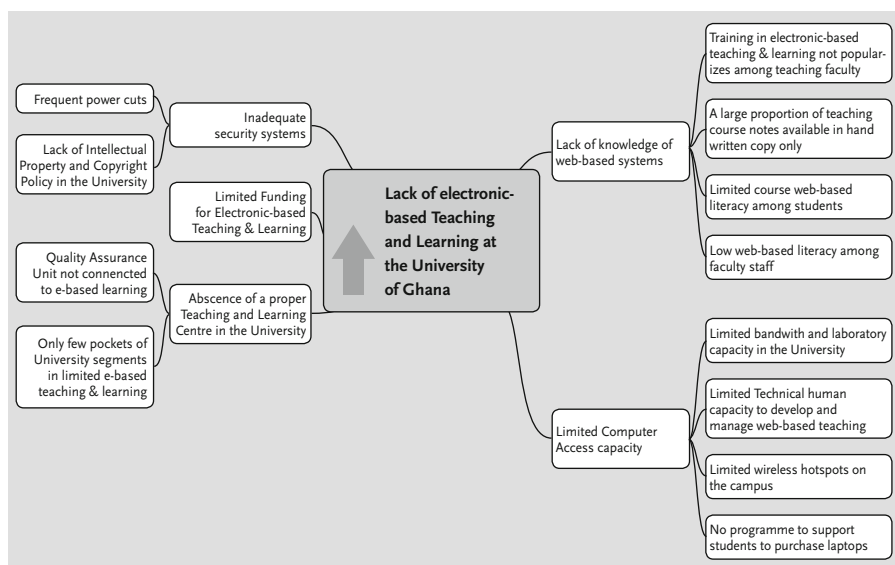 Frequent power cuts
Lack of Intellectual
Property and Copyright
Policy in the University
Inadequate
security systems
Limited Funding
for Electronic-based
Teaching & Learning
Quality Assurance
Unit not connencted
to e-based learning
Only few pockets of
University segments
in limited e-based
teaching & learning
Abscence of a proper
Teaching and Learning
Centre in the University
Lack of electronic-
based Teaching
and Learning at
the University
of Ghana
Lack of knowledge of
web-based systems
Training in electronic-based
teaching & learning not popular-
izes among teaching faculty
A large proportion of teaching
course notes available in hand
written copy only
Limited course web-based
literacy among students
Low web-based literacy among
faculty staff
Limited Computer
Access capacity
Limited bandwith and laboratory
capacity in the University
Limited Technical human
capacity to develop and
manage web-based teaching
Limited wireless hotspots on
the campus
No programme to support
students to purchase laptops